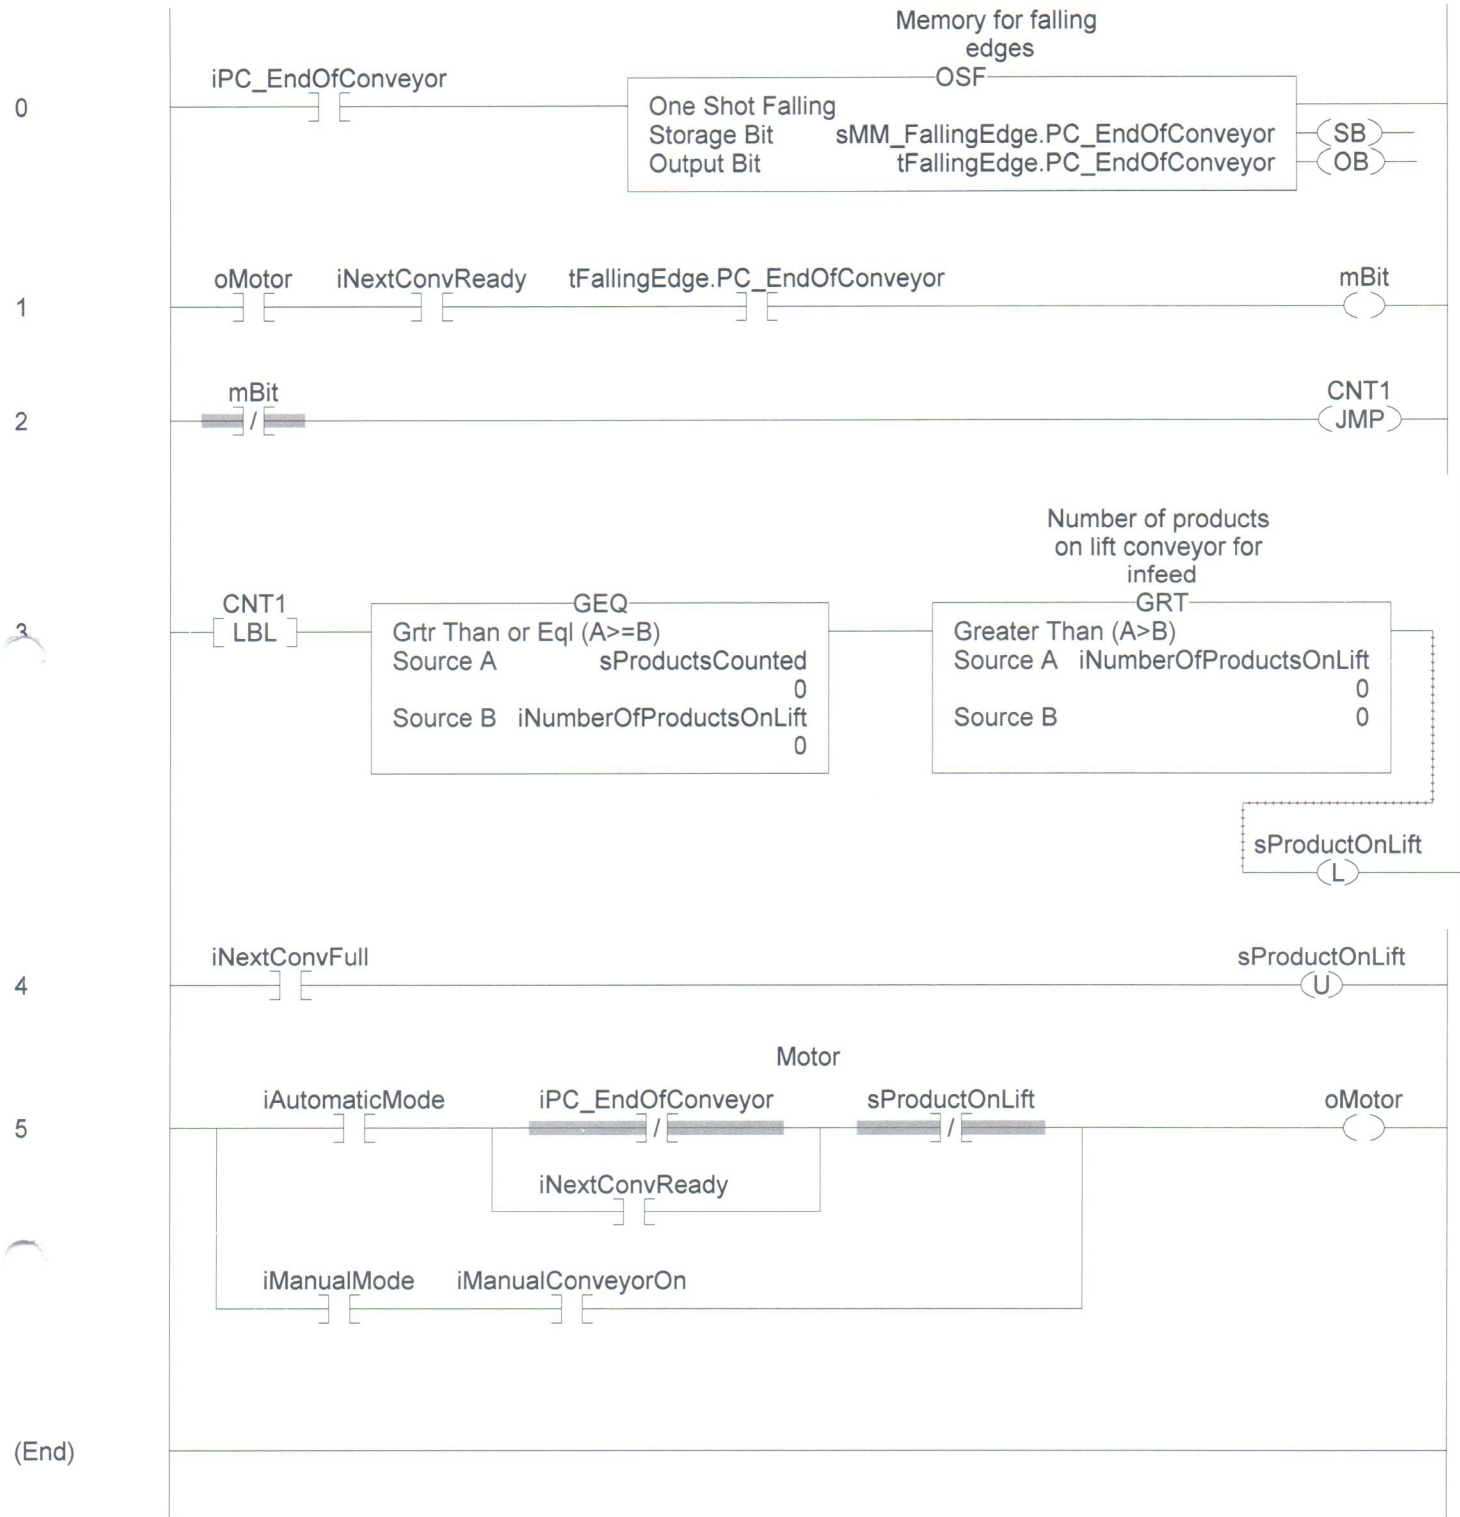 Memory for falling
edges
iPC_EndOfConveyor
OSF
0
One Shot Falling
Storage Bit sMM_FallingEdge.PC_EndOfConveyor SB
Output Bit tFallingEdge.PC_EndOfConveyor OB
oMotor iNextConvReady tFallingEdge.PC_EndOfConveyor mBit
1
mBit CNT1
2 / JMP
Number of products
on lift conveyor for
infeed
CNT1 GEQ GRT
3 LBL Grtr Than or Eql (A>=B) Greater Than (A>B)
Source A sProductsCounted Source A iNumberOfProductsOnLift
0 0
Source B iNumberOfProductsOnLift Source B 0
0
sProductOnLift
L
iNextConvFull sProductOnLift
4 U
Motor
iAutomaticMode iPC_EndOfConveyor sProductOnLift oMotor
5 / /
iNextConvReady
iManualMode iManualConveyorOn
(End)